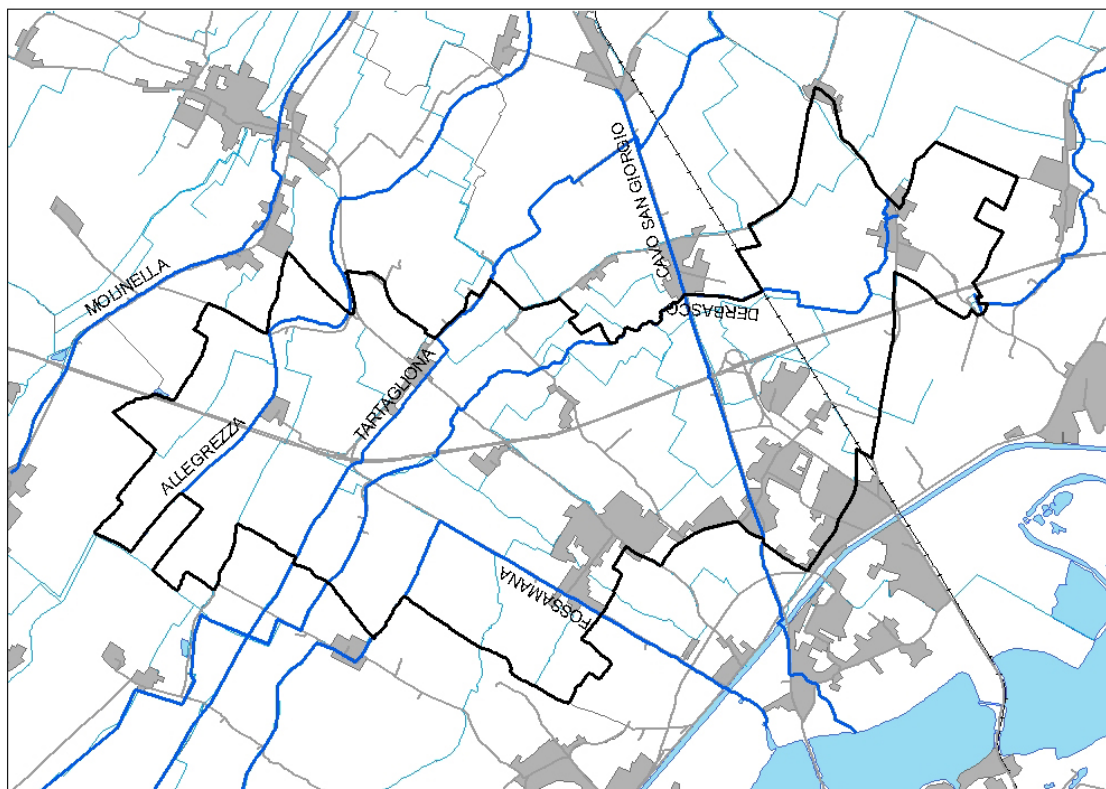 MOLINELLA
ALLEGREZZA
TARTAGLIONA
CAVO SAN GIORGIO
DERBASCO
FOSSAMANA